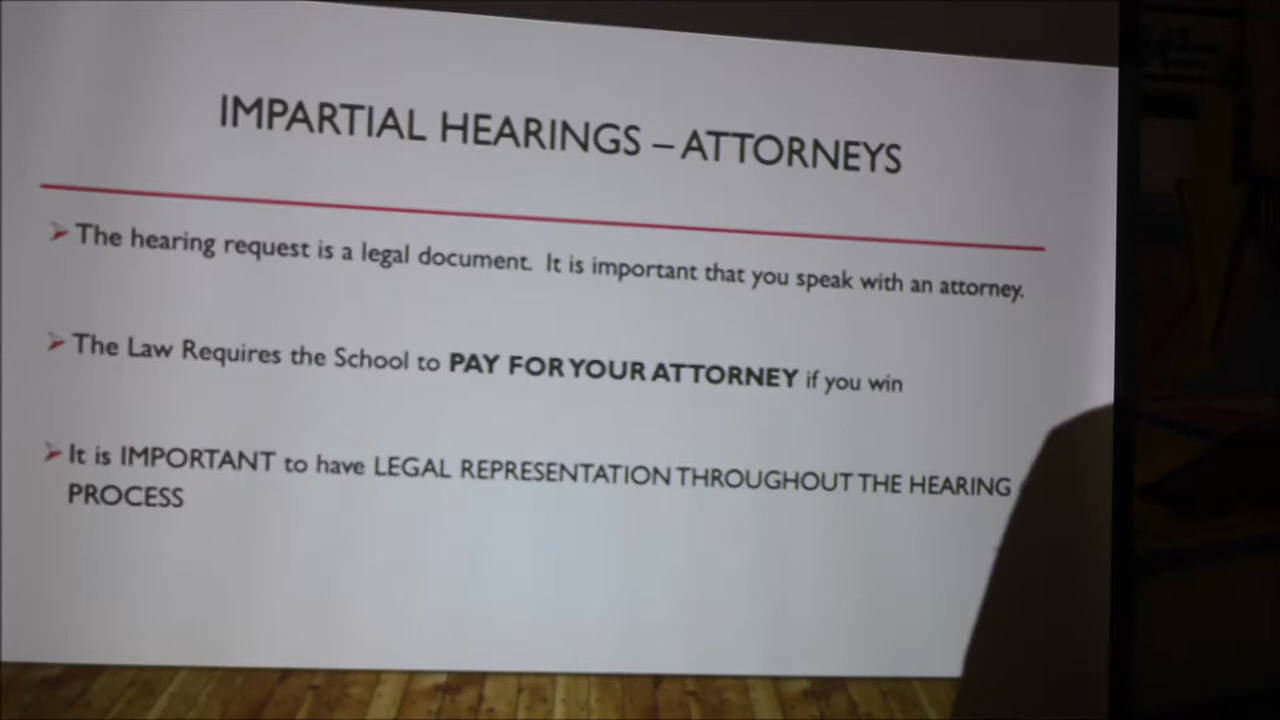 IMPARTIAL HEARINGS – ATTORNEYS
➢ The hearing request is a legal document. It is important that you speak with an attorney.
➢ The Law Requires the School to PAY FOR YOUR ATTORNEY if you win
➢ It is IMPORTANT to have LEGAL REPRESENTATION THROUGHOUT THE HEARING
PROCESS